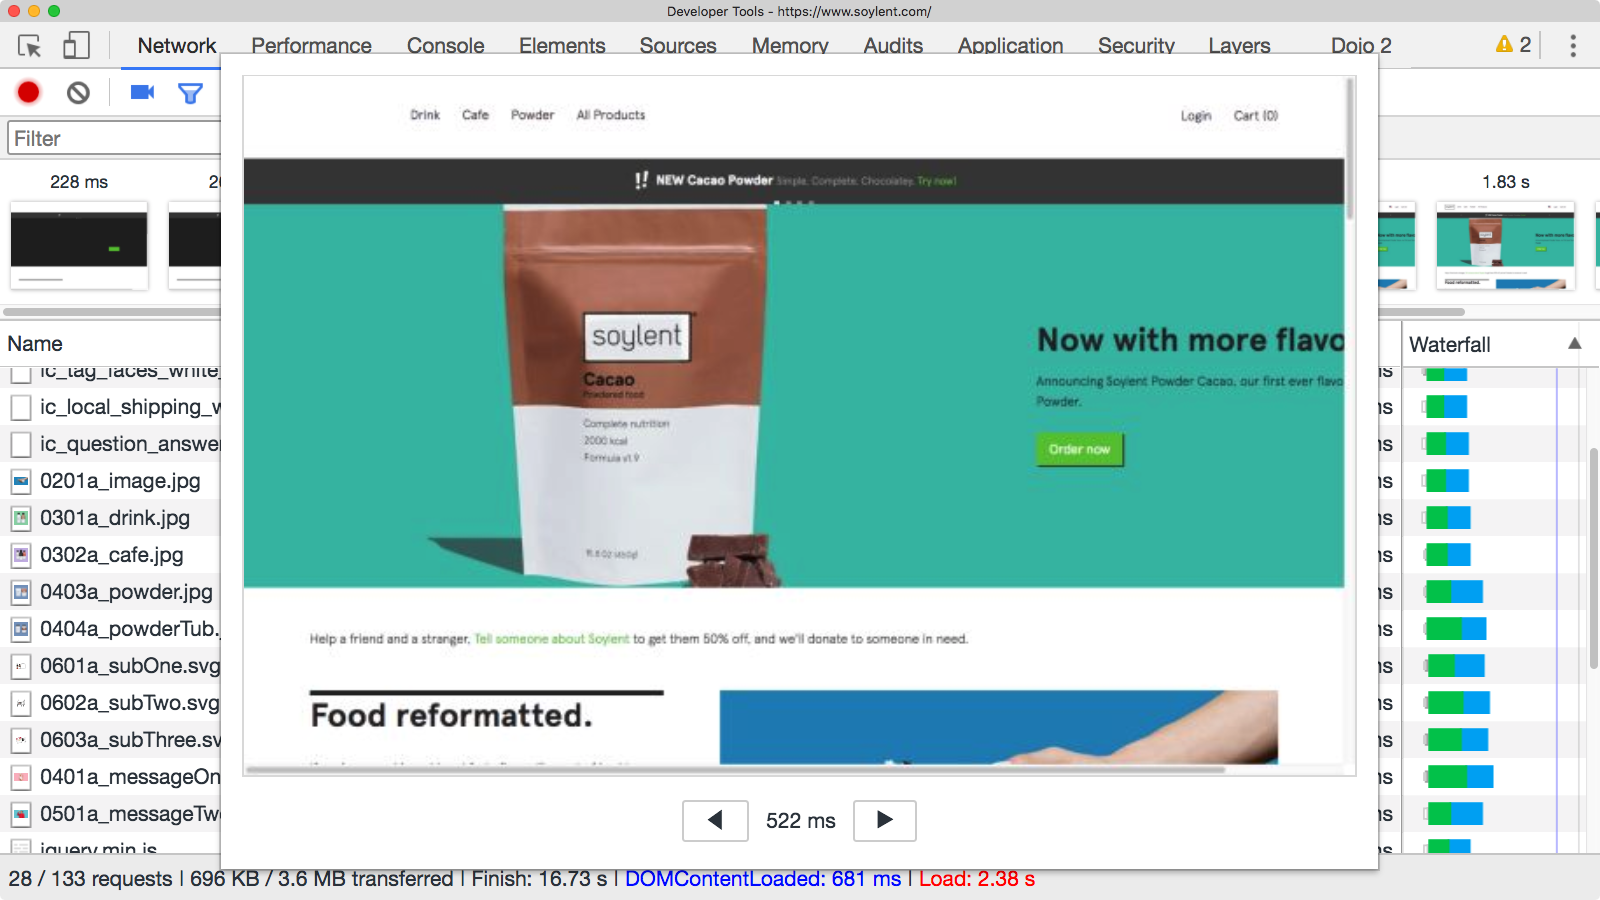 Developer Tools - https://www.soylent.com/
Network Performance Console Elements Sources Memory Audits Application Security Layers Dojo 2 2
Filter
228 ms
1.83 s
Drink Cafe Powder All Products Login Cart (0)
!! NEW Cacao Powder Simple. Complete. Chocolatey. Try now!
soylent
Cacao
Powdered food
Complete nutrition
2000 kcal
Formula v1.9
Now with more flavo
Announcing Soylent Powder Cacao, our first ever flavo
Powder.
Order now
Help a friend and a stranger. Tell someone about Soylent to get them 50% off, and we'll donate to someone in need.
Food reformatted.
522 ms
Name
Waterfall
ic_tag_faces_white_
ic_local_shipping_w
ic_question_answer
0201a_image.jpg
0301a_drink.jpg
0302a_cafe.jpg
0403a_powder.jpg
0404a_powderTub.
0601a_subOne.svg
0602a_subTwo.svg
0603a_subThree.sv
0401a_messageOn
0501a_messageTw
jquery.min.js
28 / 133 requests | 696 KB / 3.6 MB transferred | Finish: 16.73 s | DOMContentLoaded: 681 ms | Load: 2.38 s